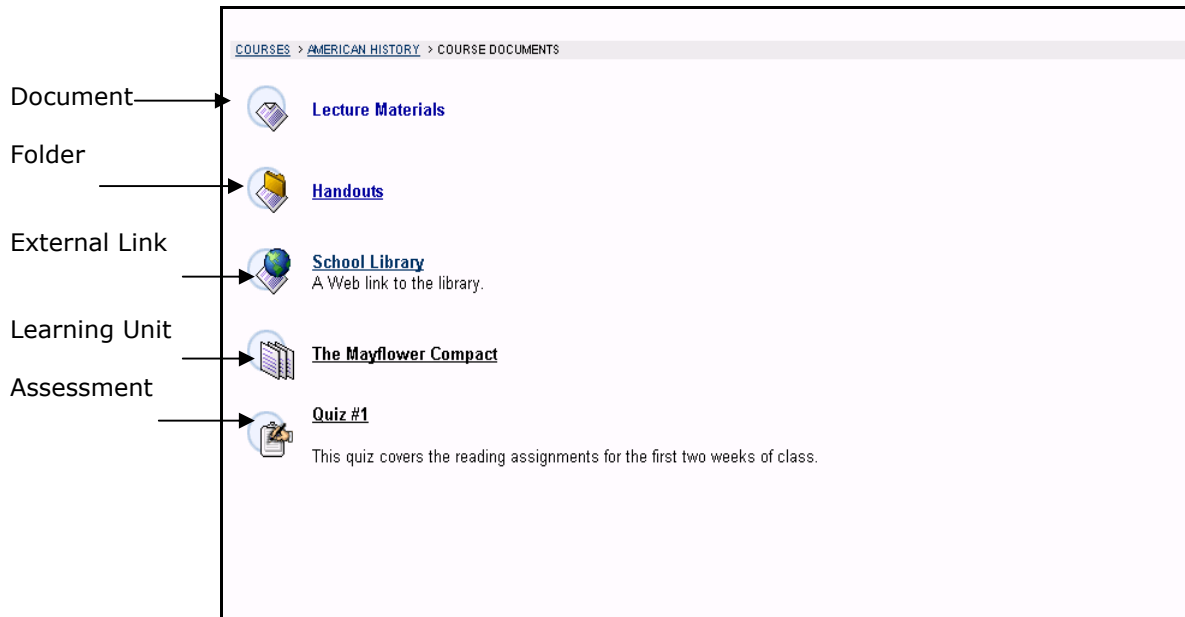 COURSES > AMERICAN HISTORY > COURSE DOCUMENTS
Document
Lecture Materials
Folder
Handouts
External Link
School Library
A Web link to the library.
Learning Unit
The Mayflower Compact
Assessment
Quiz #1
This quiz covers the reading assignments for the first two weeks of class.